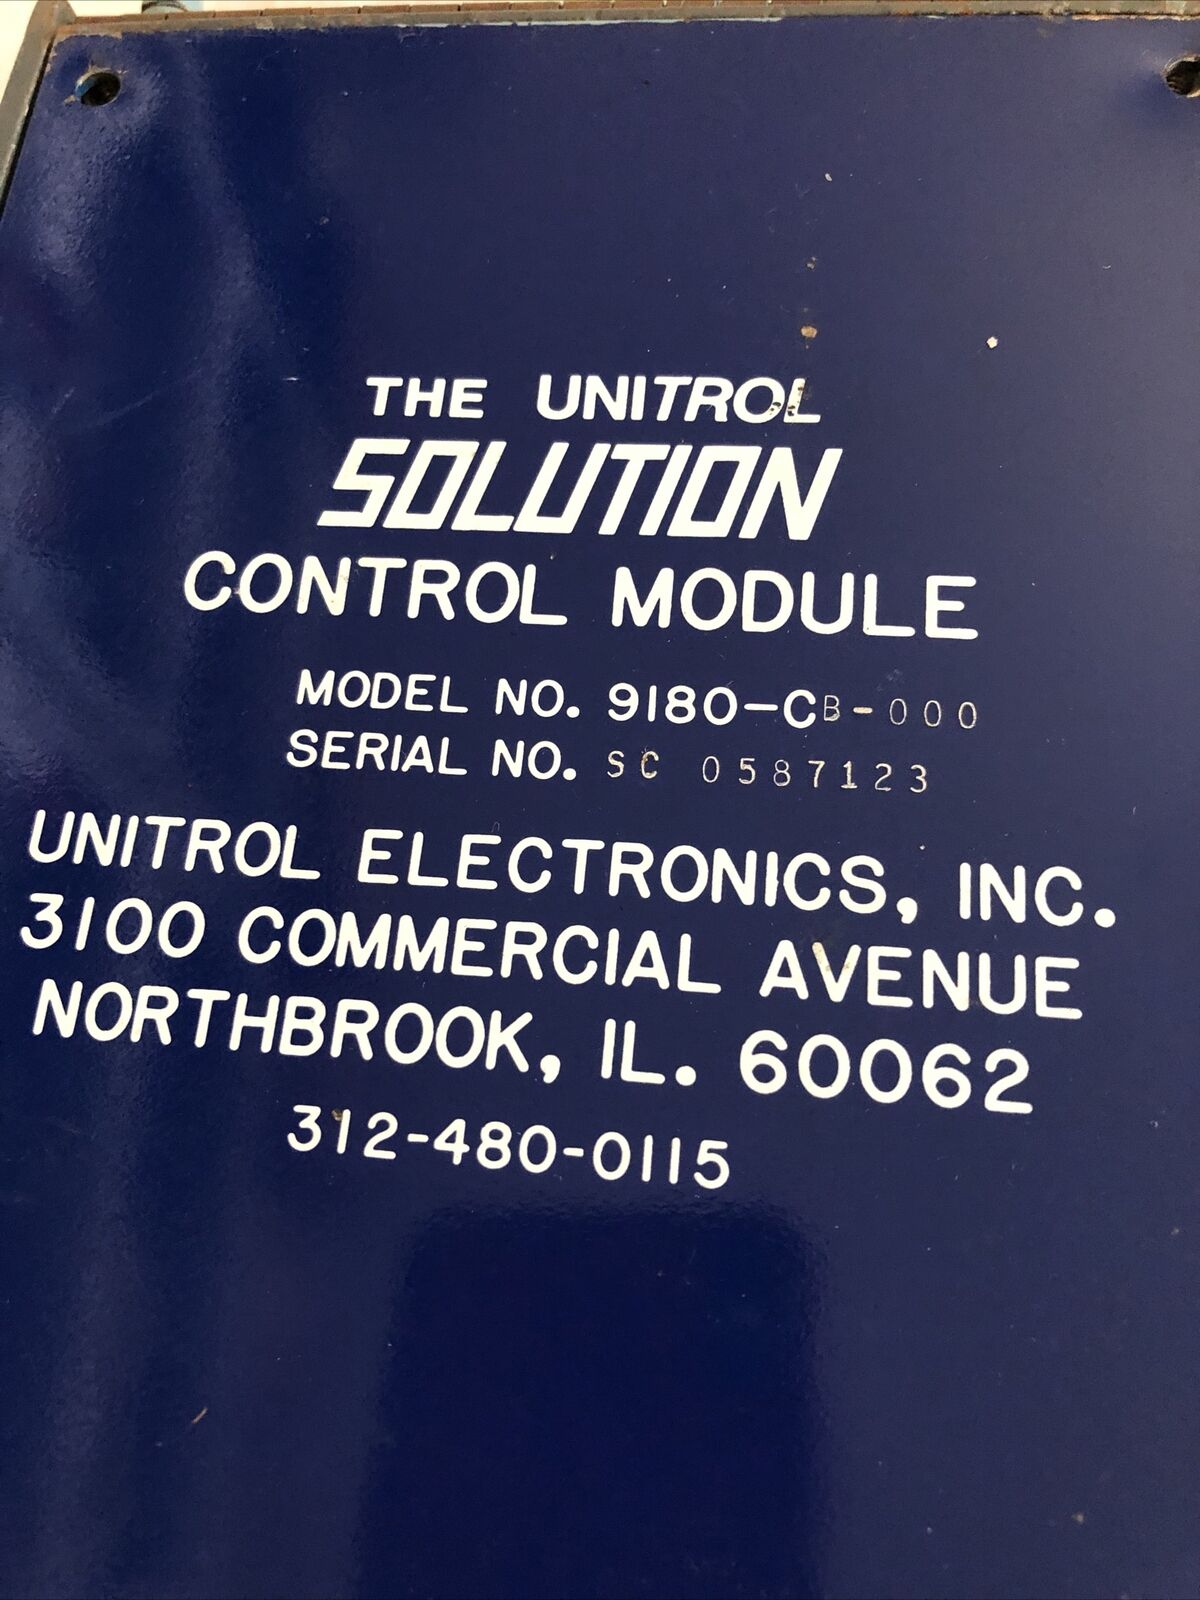 THE UNITROL
SOLUTION
CONTROL MODULE
MODEL NO. 9180-CB-000
SERIAL NO. SC 0587123
UNITROL ELECTRONICS, INC.
3100 COMMERCIAL AVENUE
NORTHBROOK, IL. 60062
312-480-0115